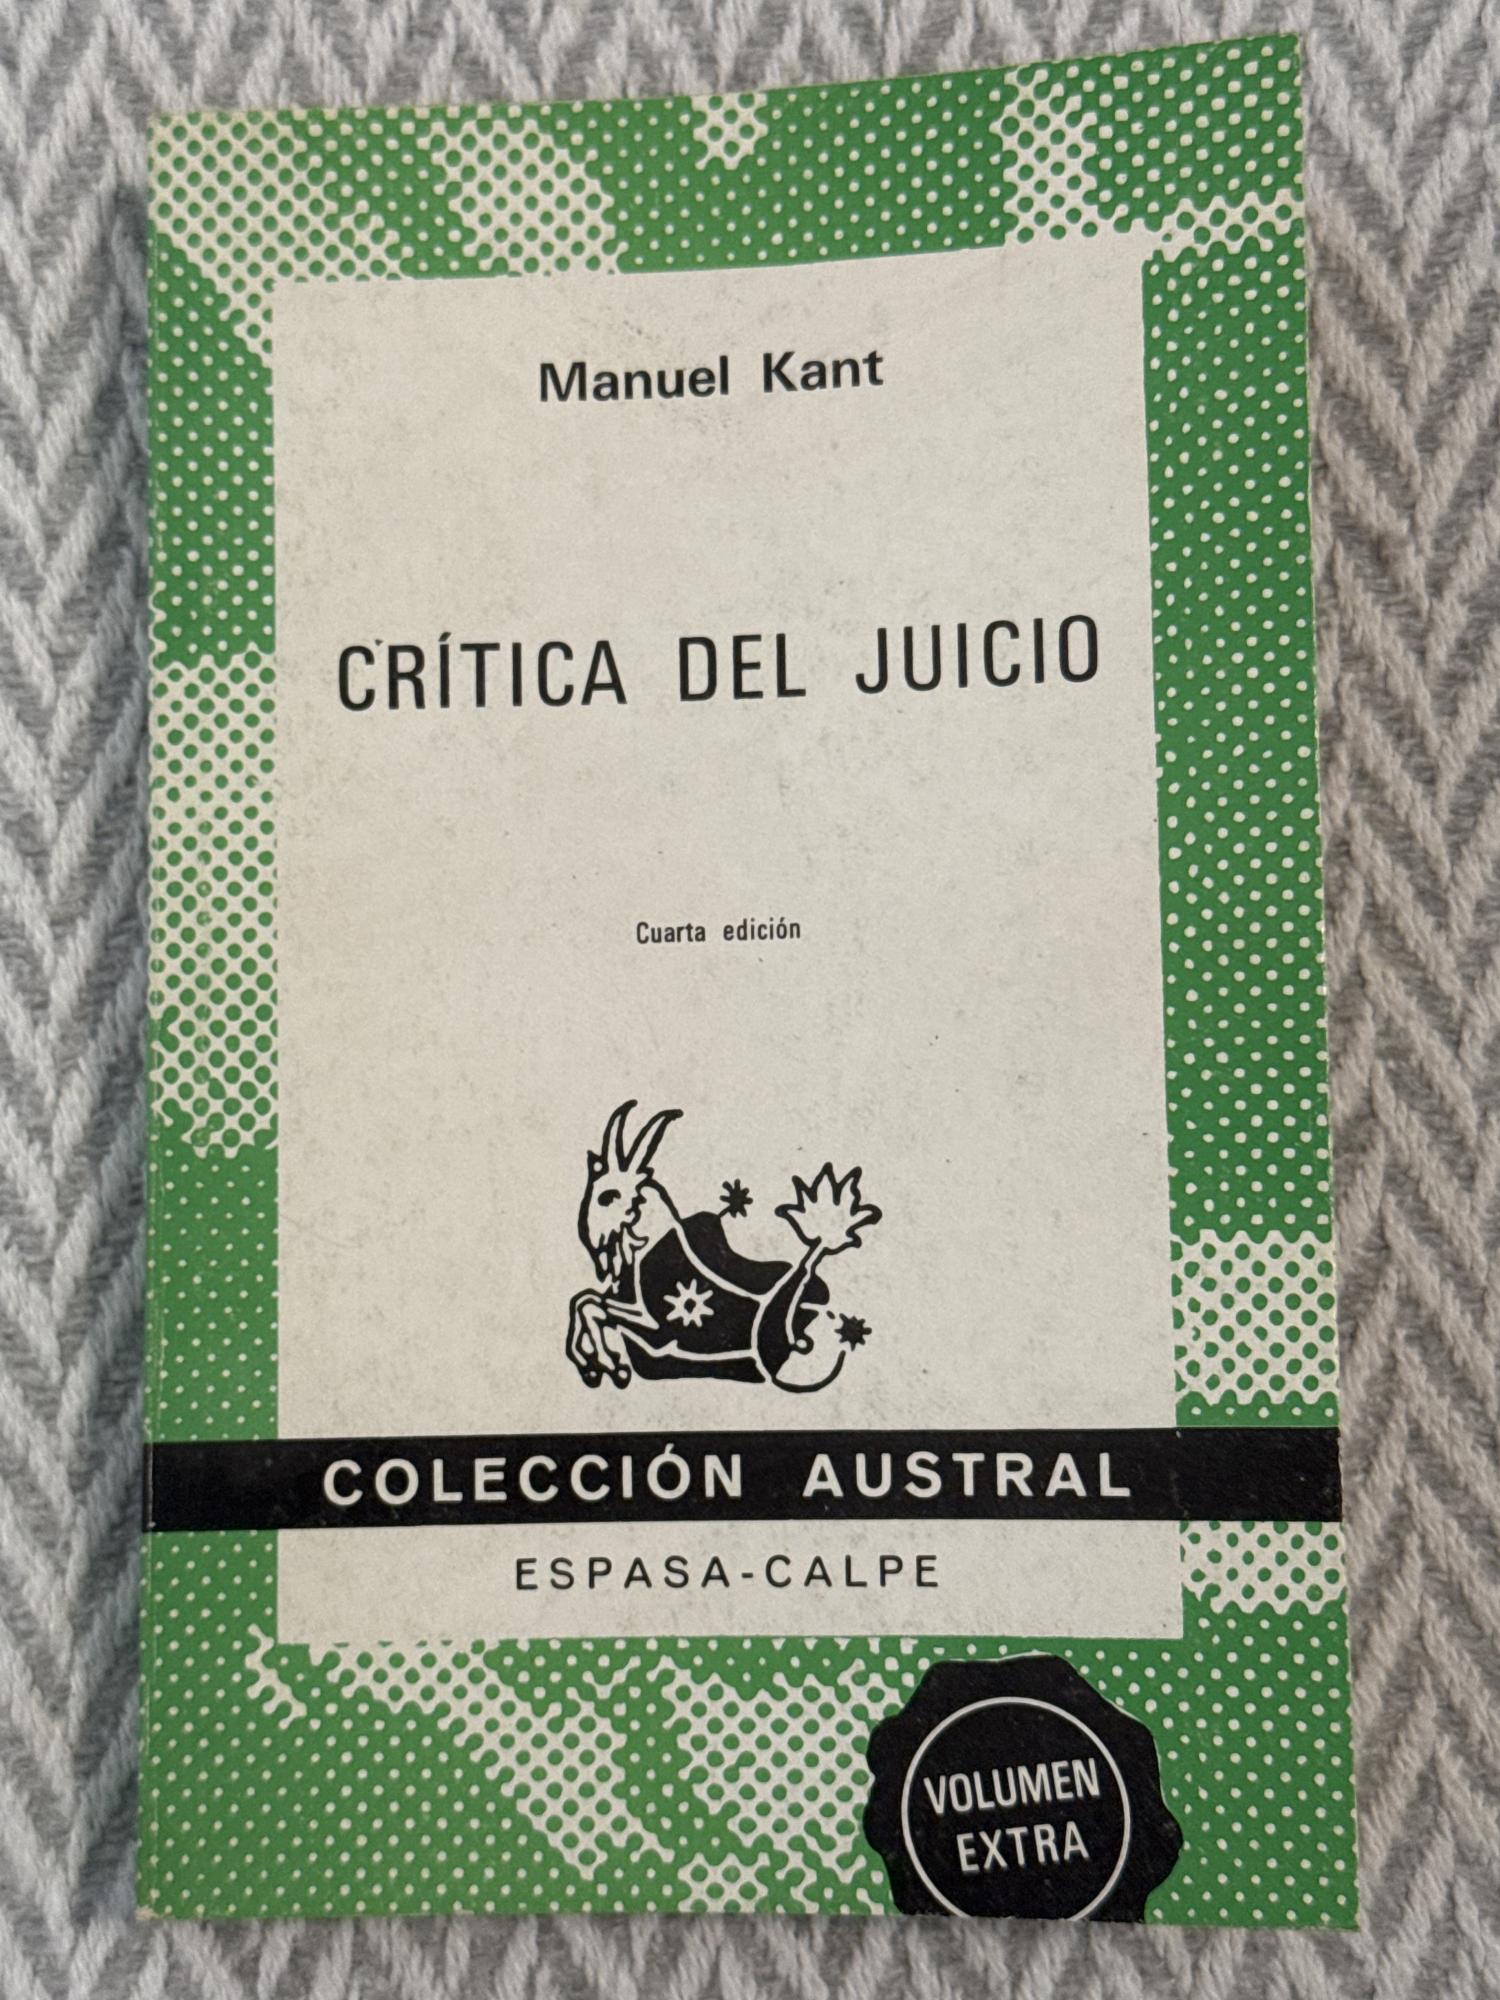 Manuel Kant
CRÍTICA DEL JUICIO
Cuarta edición
COLECCIÓN AUSTRAL
ESPASA-CALPE
VOLUMEN
EXTRA